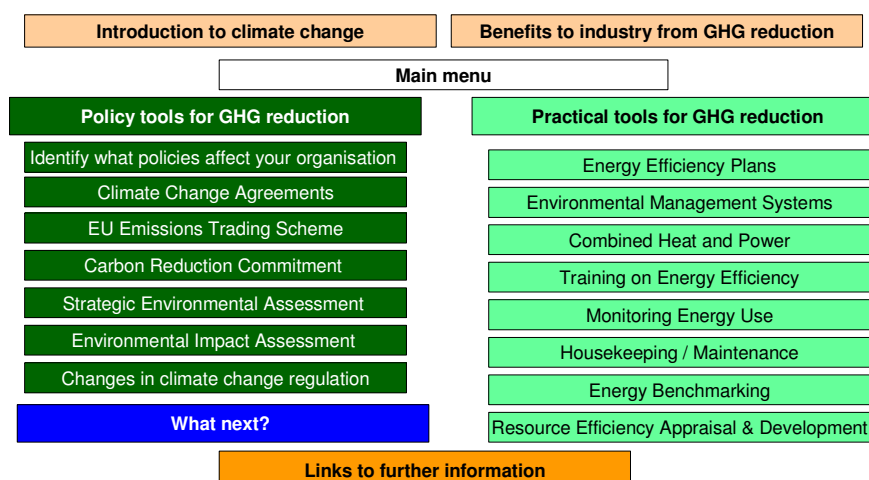 Introduction to climate change
Benefits to industry from GHG reduction
Main menu
Policy tools for GHG reduction
Identify what policies affect your organisation
Climate Change Agreements
EU Emissions Trading Scheme
Carbon Reduction Commitment
Strategic Environmental Assessment
Environmental Impact Assessment
Changes in climate change regulation
What next?
Practical tools for GHG reduction
Energy Efficiency Plans
Environmental Management Systems
Combined Heat and Power
Training on Energy Efficiency
Monitoring Energy Use
Housekeeping / Maintenance
Energy Benchmarking
Resource Efficiency Appraisal & Development
Links to further information